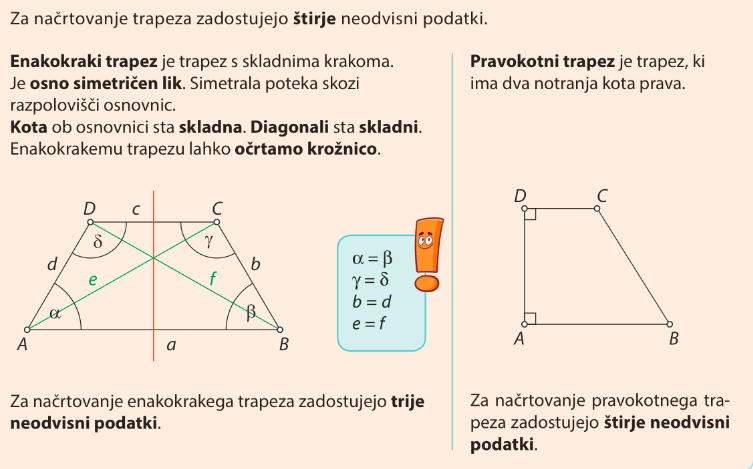 Za načrtovanje trapeza zadostujejo štirje neodvisni podatki.
Enakokraki trapez je trapez s skladnima krakoma.
Je osno simetričen lik. Simetrala poteka skozi
razpolovišči osnovnic.
Kota ob osnovnici sta skladna. Diagonali sta skladni.
Enakokrakemu trapezu lahko očrtamo krožnico.
D c C
δ γ
d e f b
α β
A a B
α = β
γ = δ
b = d
e = f
Za načrtovanje enakokrakega trapeza zadostujejo trije
neodvisni podatki.
Pravokotni trapez je trapez, ki
ima dva notranja kota prava.
D C
A B
Za načrtovanje pravokotnega tra-
peza zadostujejo štirje neodvisni
podatki.